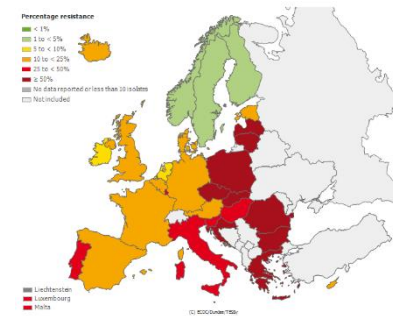 Percentage resistance
< 1%
1 to < 5%
5 to < 10%
10 to < 25%
25 to < 50%
≥ 50%
No data reported or less than 10 isolates
Not included
Liechtenstein
Luxembourg
Malta
(C) ECDC/Dundas/TESSy